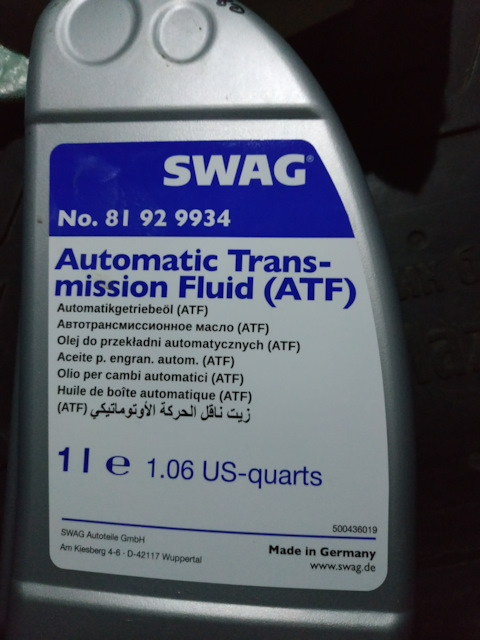 SWAG®
No. 81 92 9934
Automatic Trans-
mission Fluid (ATF)
Automatikgetriebeöl (ATF)
Автотрансмиссионное масло (ATF)
Olej do przekładni automatycznych (ATF)
Aceite p. engran. autom. (ATF)
Olio per cambi automatici (ATF)
Huile de boîte automatique (ATF)
زيت ناقل الحركة الأوتوماتيكي (ATF)
1 l e 1.06 US-quarts
500436019
SWAG Autoteile GmbH
Am Kiesberg 4-6 · D-42117 Wuppertal
Made in Germany
www.swag.de